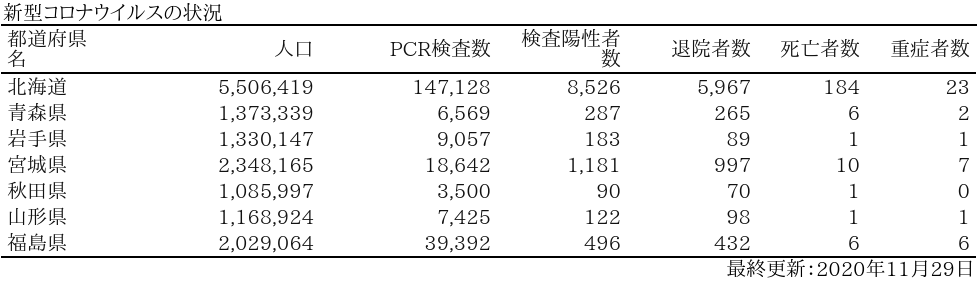 新型コロナウイルスの状況
都道府県名 人口 PCR検査数 検査陽性者数 退院者数 死亡者数 重症者数
北海道 5,506,419 147,128 8,526 5,967 184 23
青森県 1,373,339 6,569 287 265 6 2
岩手県 1,330,147 9,057 183 89 1 1
宮城県 2,348,165 18,642 1,181 997 10 7
秋田県 1,085,997 3,500 90 70 1 0
山形県 1,168,924 7,425 122 98 1 1
福島県 2,029,064 39,392 496 432 6 6
最終更新：2020年11月29日